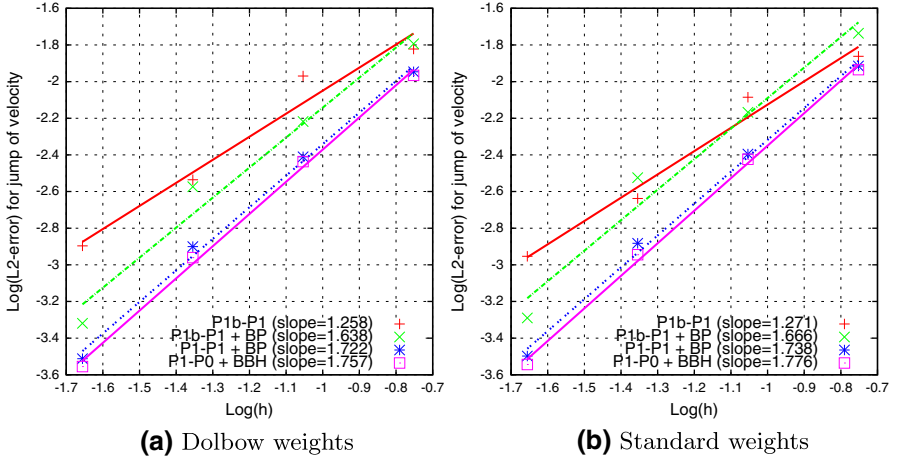 -1.6
-1.8
-2
-2.2
-2.4
-2.6
-2.8
-3
-3.2
-3.4
-3.6
-1.7 -1.6 -1.5 -1.4 -1.3 -1.2 -1.1 -1 -0.9 -0.8 -0.7
Log(L2-error) for jump of velocity
Log(h)
P1b-P1 (slope=1.258)
P1b-P1 + BP (slope=1.638)
P1-P1 + BP (slope=1.722)
P1-P0 + BBH (slope=1.757)
(a) Dolbow weights
-1.6
-1.8
-2
-2.2
-2.4
-2.6
-2.8
-3
-3.2
-3.4
-3.6
-1.7 -1.6 -1.5 -1.4 -1.3 -1.2 -1.1 -1 -0.9 -0.8 -0.7
Log(L2-error) for jump of velocity
Log(h)
P1b-P1 (slope=1.271)
P1b-P1 + BP (slope=1.666)
P1-P1 + BP (slope=1.738)
P1-P0 + BBH (slope=1.776)
(b) Standard weights